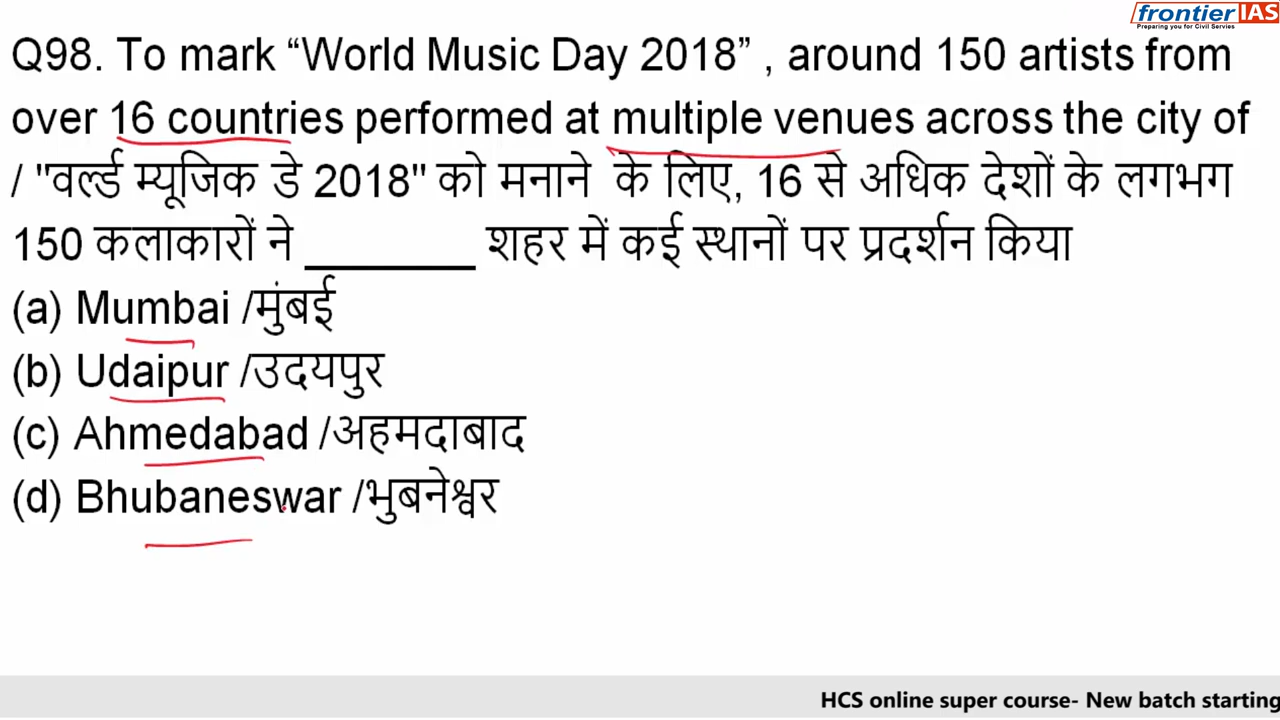 frontier IAS
Preparing you for Civil Servies
Q98. To mark “World Music Day 2018” , around 150 artists from
over 16 countries performed at multiple venues across the city of
/ "वर्ल्ड म्यूजिक डे 2018" को मनाने के लिए, 16 से अधिक देशों के लगभग
150 कलाकारों ने ________ शहर में कई स्थानों पर प्रदर्शन किया
(a) Mumbai /मुंबई
(b) Udaipur /उदयपुर
(c) Ahmedabad /अहमदाबाद
(d) Bhubaneswar /भुबनेश्वर
HCS online super course- New batch starting